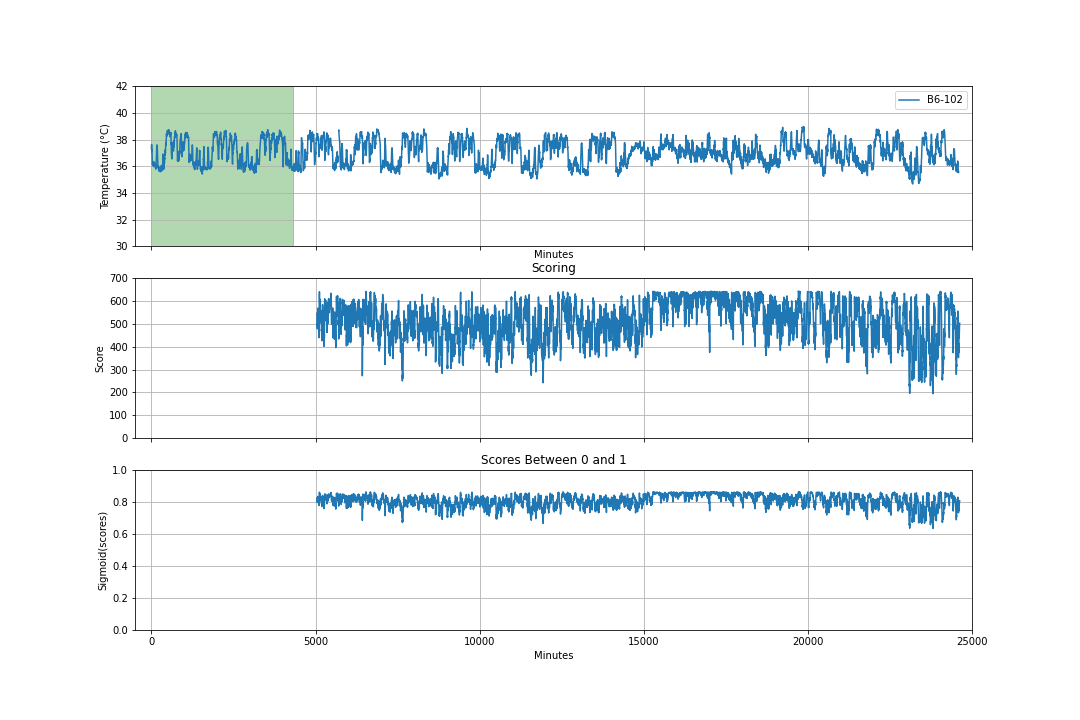 42
40
38
36
34
32
30
Temperature (°C)
B6-102
Minutes
Scoring
700
600
500
400
300
200
100
0
Score
Scores Between 0 and 1
1.0
0.8
0.6
0.4
0.2
0.0
Sigmoid(scores)
0 5000 10000 15000 20000 25000
Minutes